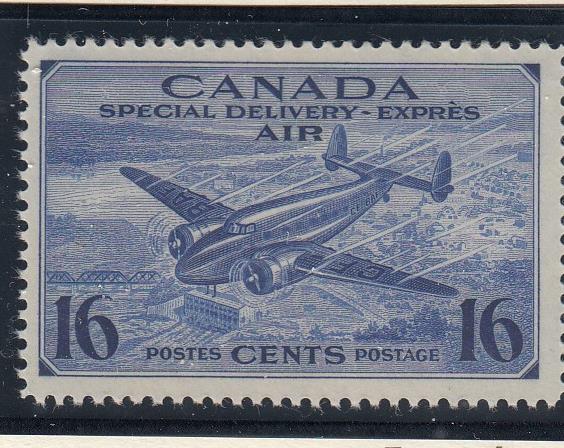 CANADA
SPECIAL DELIVERY-EXPRÈS
AIR
16 POSTES CENTS POSTAGE 16